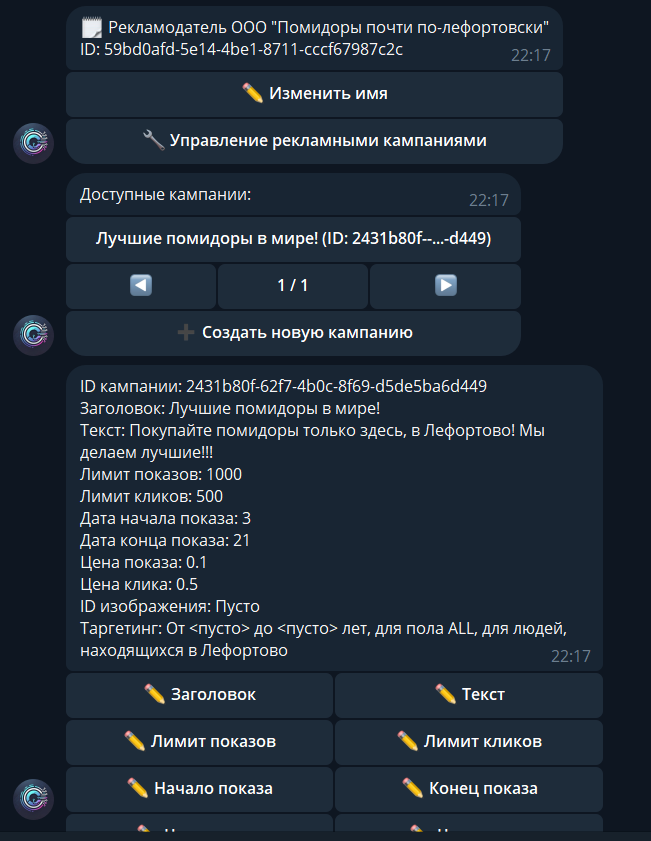 Рекламодатель ООО "Помидоры почти по-лефортовски"
ID: 59bd0afd-5e14-4be1-8711-cccf67987c2c
22:17
Изменить имя
Управление рекламными кампаниями
Доступные кампании:
22:17
Лучшие помидоры в мире! (ID: 2431b80f--...-d449)
1 / 1
Создать новую кампанию
ID кампании: 2431b80f-62f7-4b0c-8f69-d5de5ba6d449
Заголовок: Лучшие помидоры в мире!
Текст: Покупайте помидоры только здесь, в Лефортово! Мы
делаем лучшие!!!
Лимит показов: 1000
Лимит кликов: 500
Дата начала показа: 3
Дата конца показа: 21
Цена показа: 0.1
Цена клика: 0.5
ID изображения: Пусто
Таргетинг: От <пусто> до <пусто> лет, для пола ALL, для людей,
находящихся в Лефортово
22:17
Заголовок
Текст
Лимит показов
Лимит кликов
Начало показа
Конец показа